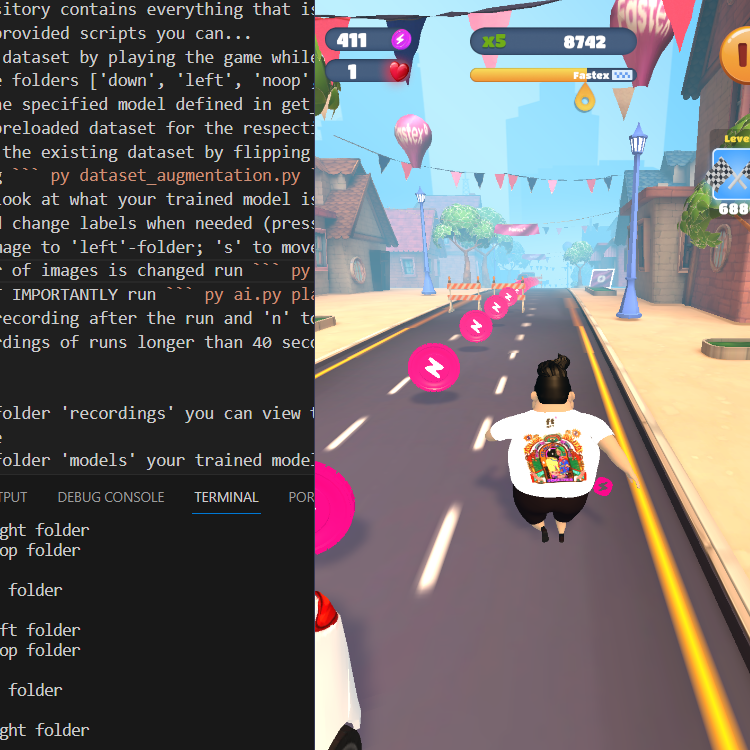 sitory contains everything that is
provided scripts you can...
dataset by playing the game while
e folders ['down', 'left', 'noop',
he specified model defined in get
preloaded dataset for the respecti
the existing dataset by flipping
g ``` py dataset_augmentation.py
look at what your trained model is
d change labels when needed (press
mage to 'left'-folder; 's' to move
r of images is changed run ``` py
T IMPORTANTLY run ``` py ai.py pla
recording after the run and 'n' to
rdings of runs longer than 40 seco
folder 'recordings' you can view t
e
folder 'models' your trained model
TPUT DEBUG CONSOLE TERMINAL POR
ght folder
op folder
folder
ft folder
op folder
folder
ght folder
411
x5 8742
1
Fastex
Fastex
Fastex
Leve
688